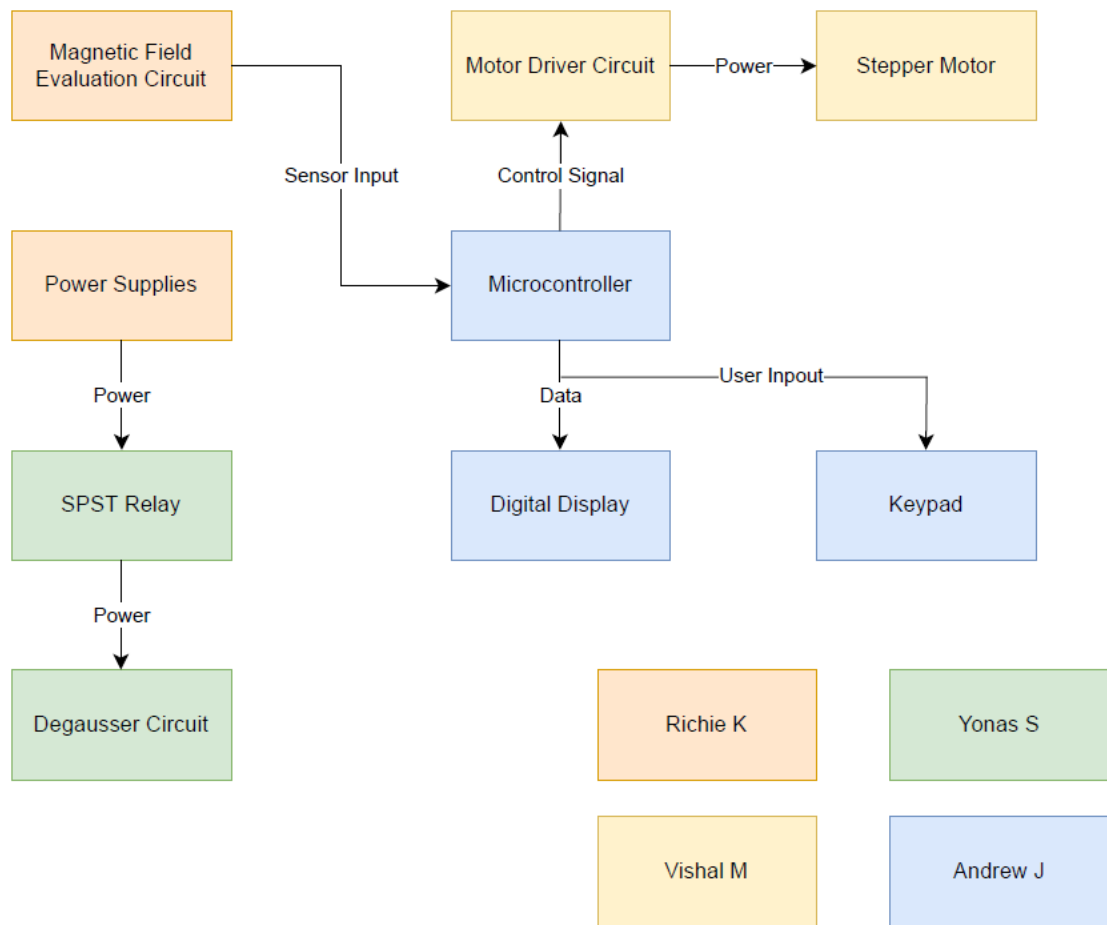 Magnetic Field
Evaluation Circuit
Motor Driver Circuit
Power
Stepper Motor
Sensor Input
Control Signal
Power Supplies
Microcontroller
Power
Data
User Inpout
SPST Relay
Digital Display
Keypad
Power
Degausser Circuit
Richie K
Yonas S
Vishal M
Andrew J